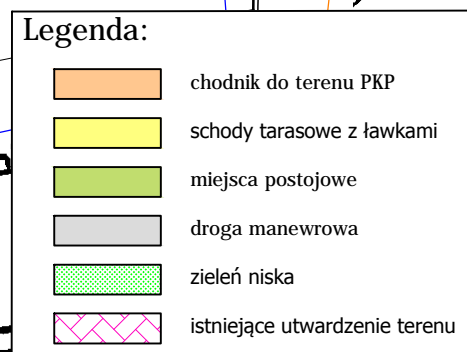 Legenda:
chodnik do terenu PKP
schody tarasowe z ławkami
miejsca postojowe
droga manewrowa
zieleń niska
istniejące utwardzenie terenu